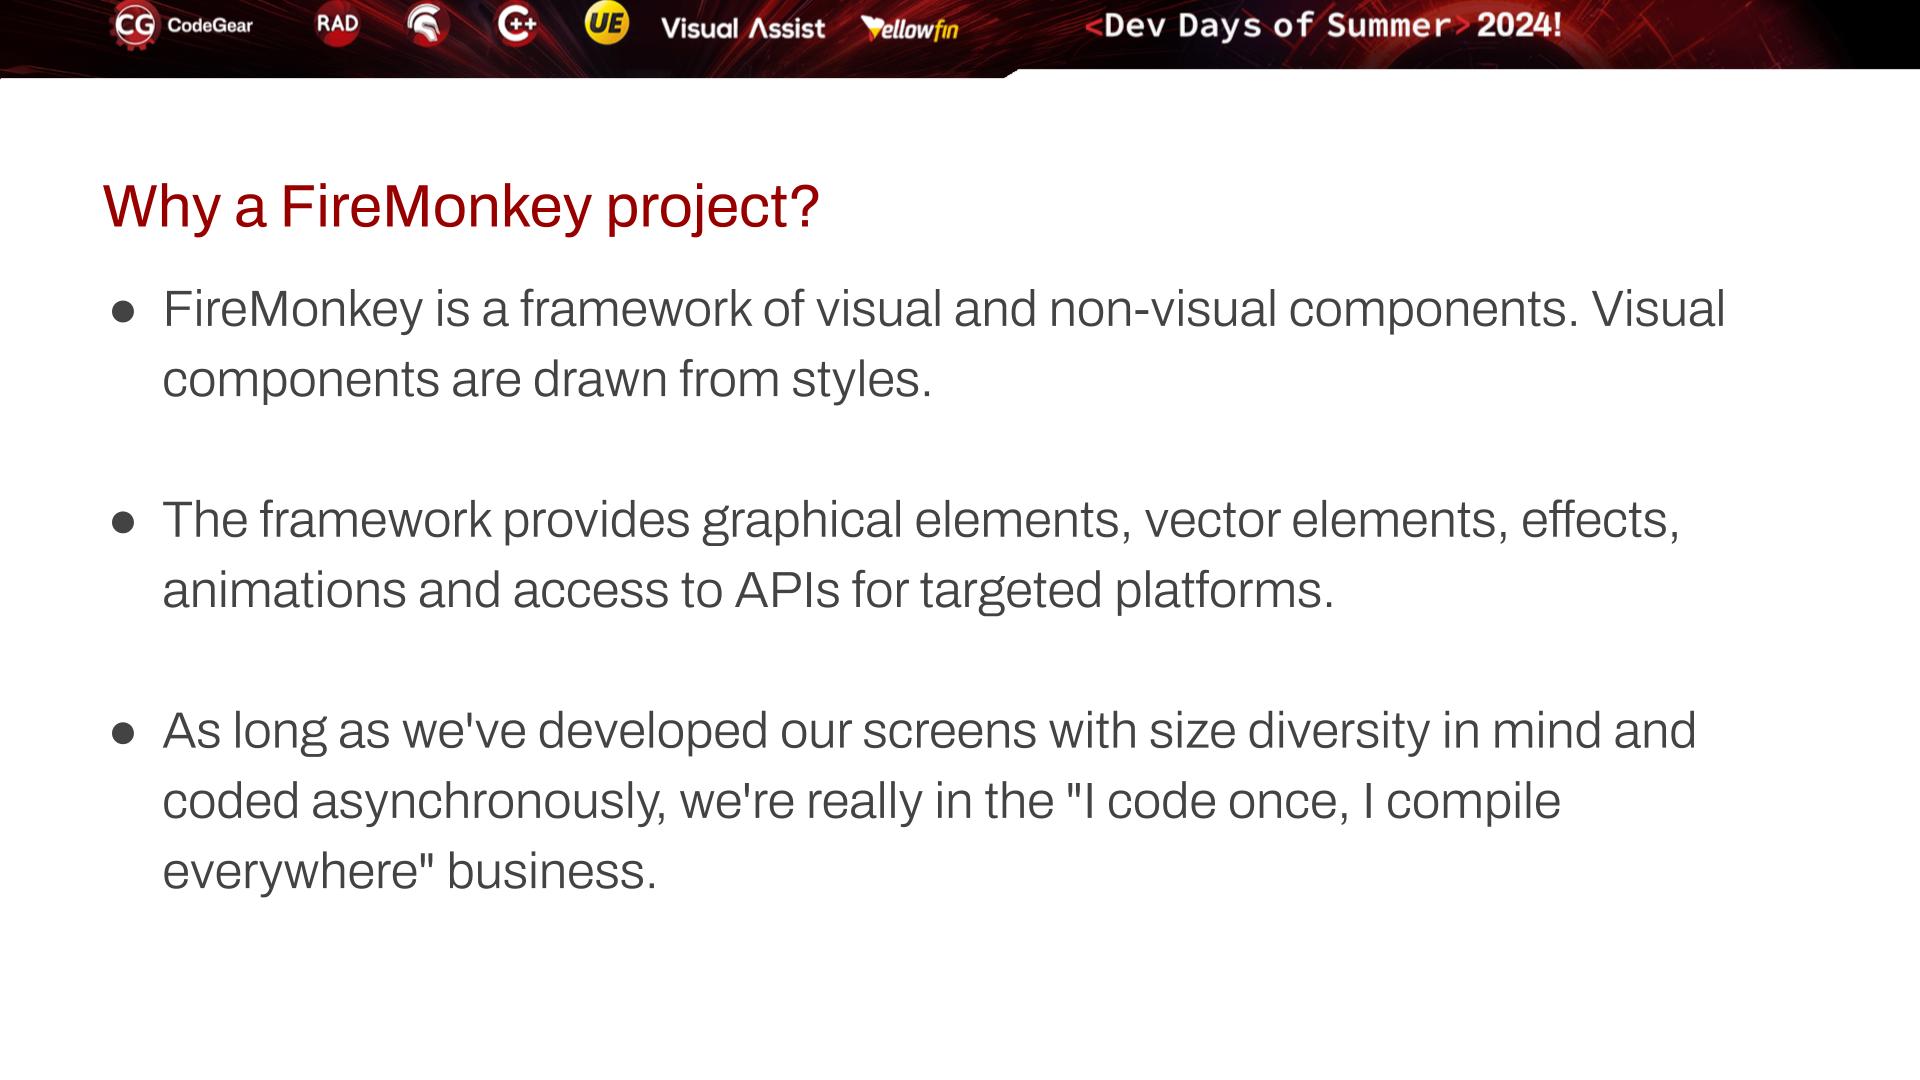 CG CodeGear RAD C++ UE Visual Assist Yellowfin <Dev Days of Summer> 2024!
Why a FireMonkey project?
● FireMonkey is a framework of visual and non-visual components. Visual
components are drawn from styles.
● The framework provides graphical elements, vector elements, effects,
animations and access to APIs for targeted platforms.
● As long as we've developed our screens with size diversity in mind and
coded asynchronously, we're really in the "I code once, I compile
everywhere" business.